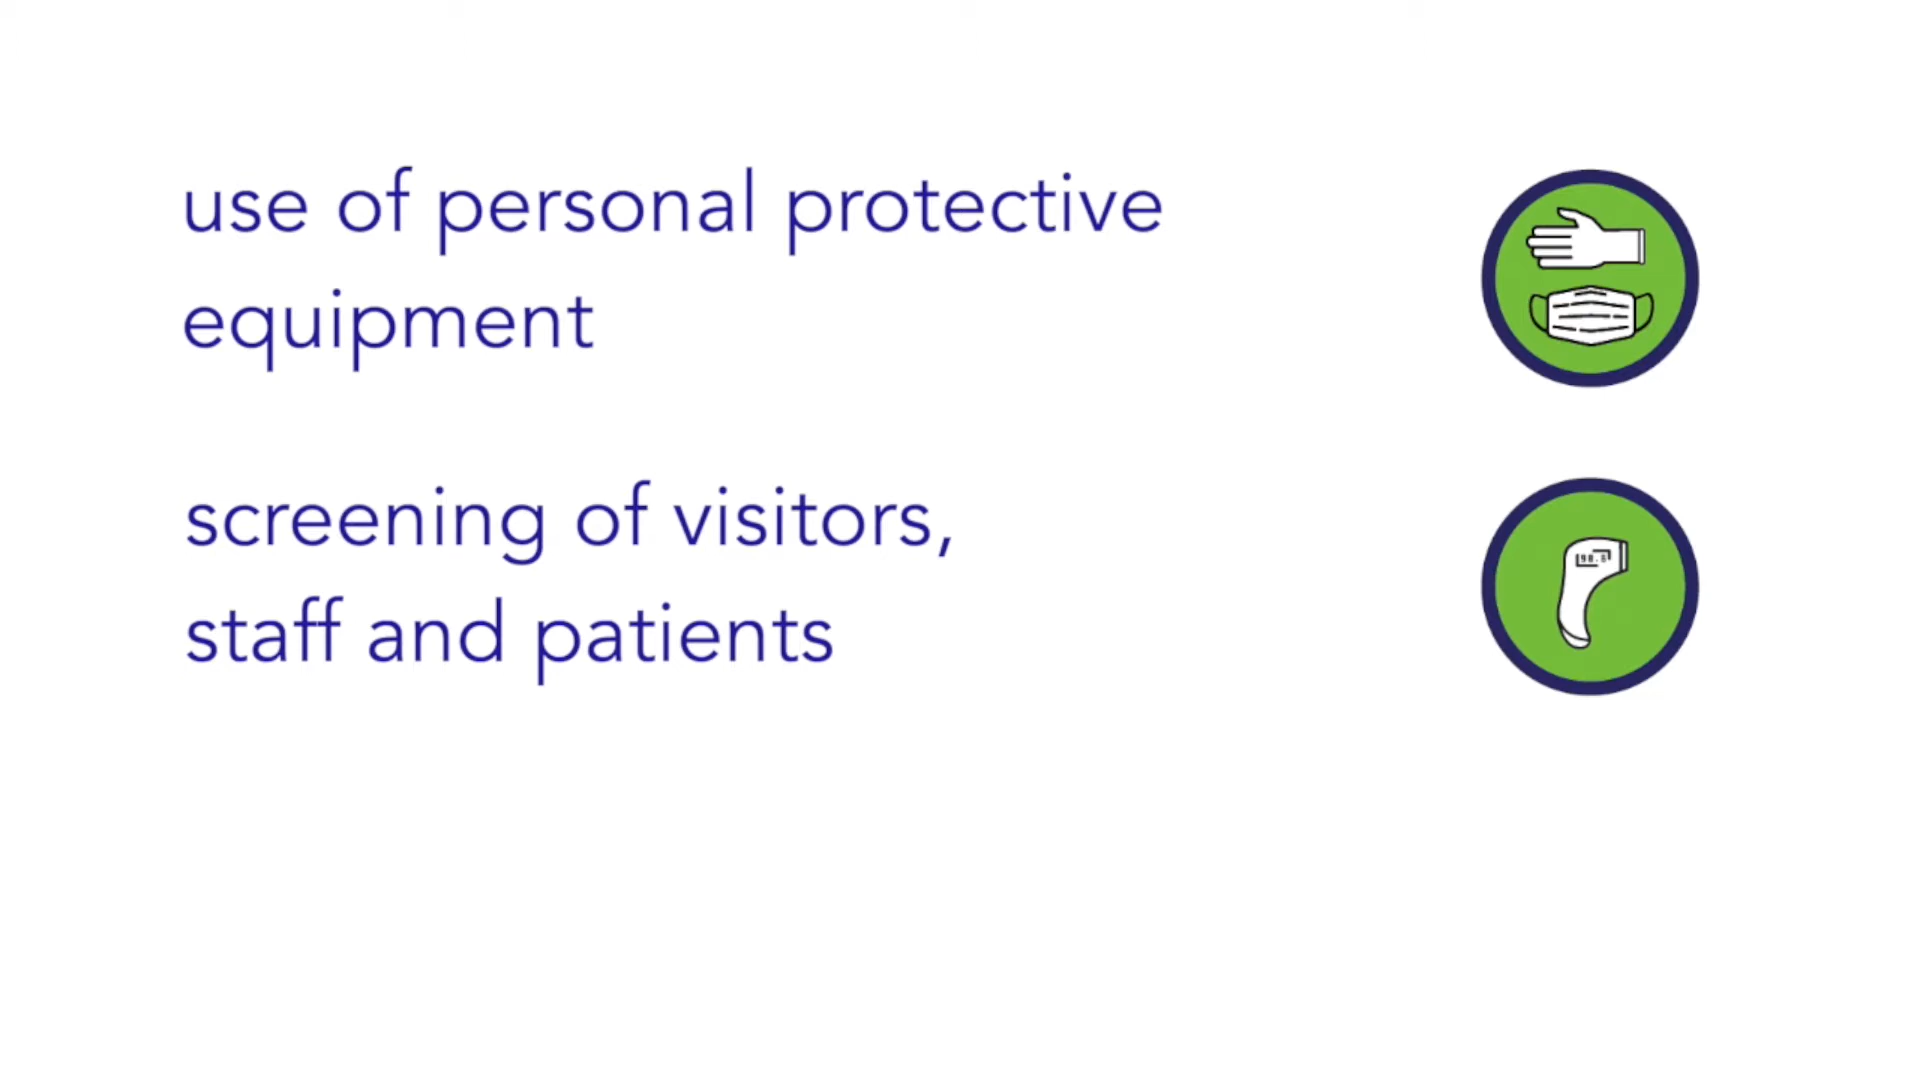 use of personal protective
equipment
screening of visitors,
staff and patients